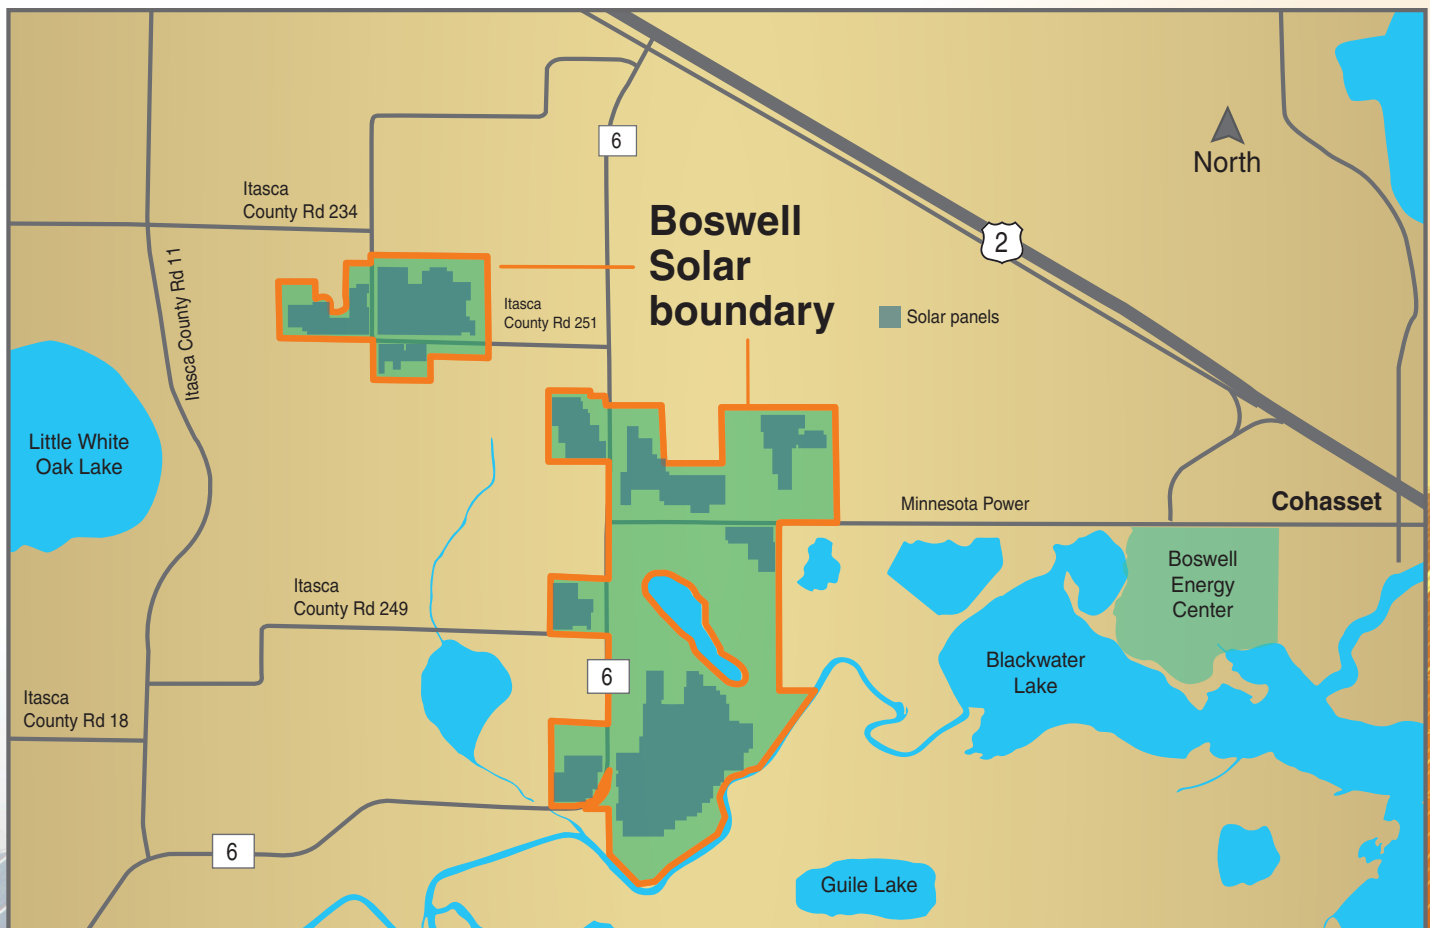 6
North
Itasca
County Rd 234
Boswell
Solar
boundary
2
Itasca County Rd 11
Itasca
County Rd 251
Solar panels
Little White
Oak Lake
Minnesota Power
Cohasset
Boswell
Energy
Center
Itasca
County Rd 249
6
Blackwater
Lake
Itasca
County Rd 18
6
Guile Lake